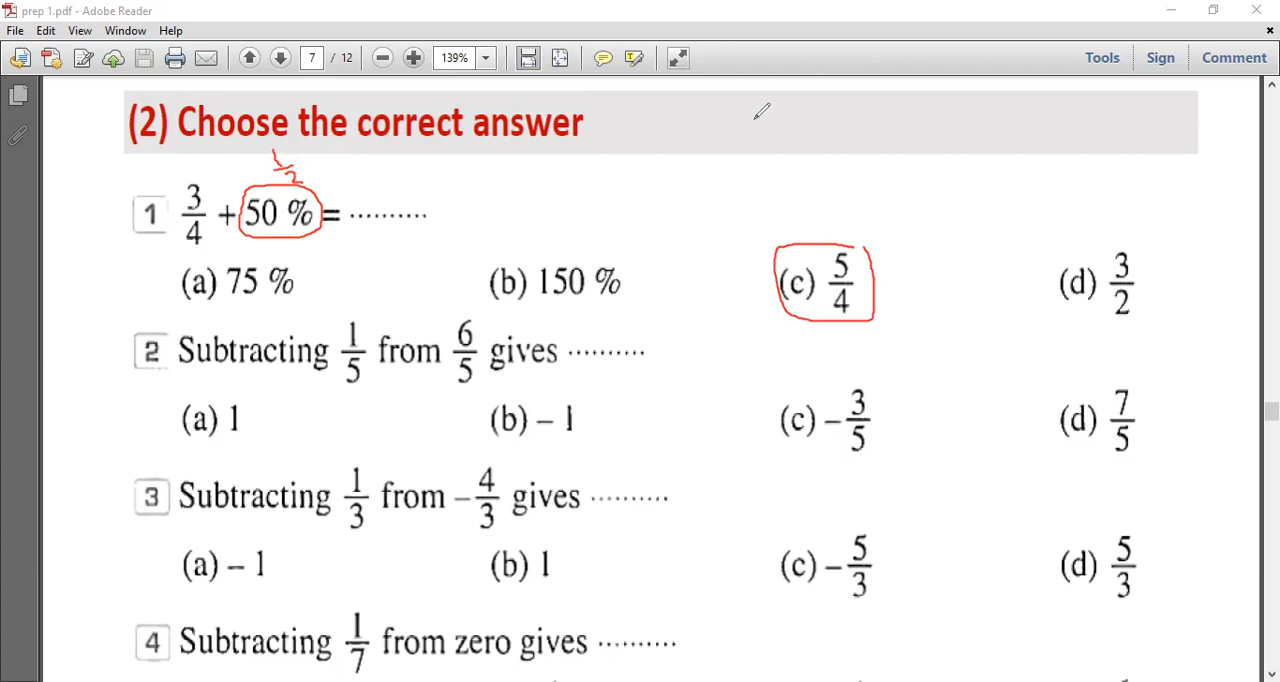 prep 1.pdf - Adobe Reader
File Edit View Window Help
7 / 12 139% Tools Sign Comment
(2) Choose the correct answer
1/2
1 3/4 + 50 % = ..........
(a) 75 % (b) 150 % (c) 5/4 (d) 3/2
2 Subtracting 1/5 from 6/5 gives ..........
(a) 1 (b) – 1 (c) – 3/5 (d) 7/5
3 Subtracting 1/3 from – 4/3 gives ..........
(a) – 1 (b) 1 (c) – 5/3 (d) 5/3
4 Subtracting 1/7 from zero gives ..........